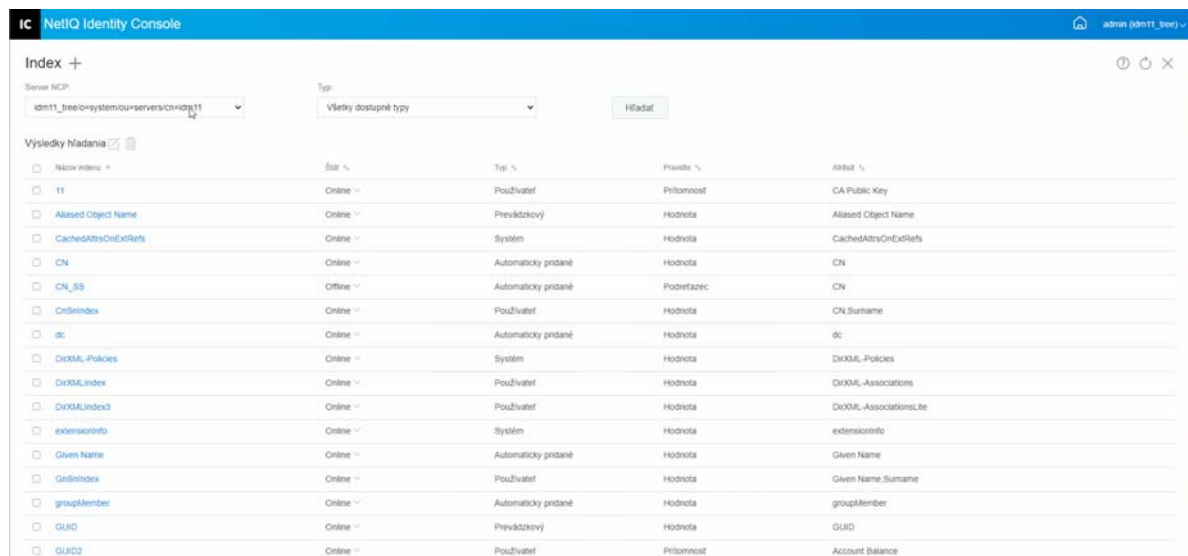 IC NetIQ Identity Console admin (idm11_tree)
Index
Server NCP: Typ:
idm11_tree/o=system/ou=servers/cn=idm11 Všetky dostupné typy Hľadať
Výsledky hľadania
Názov indexu Štát Typ Pravidlo Atribút
11 Online Používateľ Prítomnosť CA Public Key
Aliased Object Name Online Prevádzkový Hodnota Aliased Object Name
CachedAttrsOnExtRefs Online Systém Hodnota CachedAttrsOnExtRefs
CN Online Automaticky pridané Hodnota CN
CN_SS Offline Automaticky pridané Podreťazec CN
CnSnIndex Online Používateľ Hodnota CN,Surname
dc Online Automaticky pridané Hodnota dc
DirXML-Policies Online Systém Hodnota DirXML-Policies
DirXMLIndex Online Používateľ Hodnota DirXML-Associations
DirXMLIndex3 Online Používateľ Hodnota DirXML-AssociationsLite
extensionInfo Online Systém Hodnota extensionInfo
Given Name Online Automaticky pridané Hodnota Given Name
GnSnIndex Online Používateľ Hodnota Given Name,Surname
groupMember Online Automaticky pridané Hodnota groupMember
GUID Online Prevádzkový Hodnota GUID
GUID2 Online Používateľ Prítomnosť Account Balance